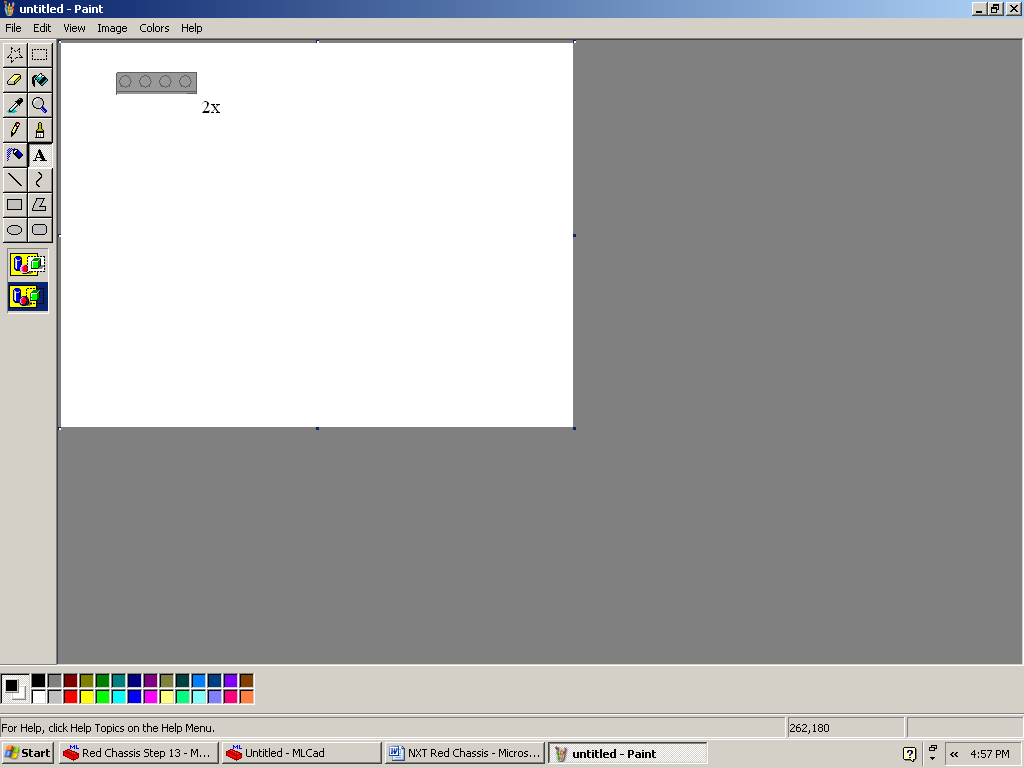 untitled - Paint
File Edit View Image Colors Help
2x
A
For Help, click Help Topics on the Help Menu.
262,180
Start
Red Chassis Step 13 - M...
Untitled - MLCad
NXT Red Chassis - Micros...
untitled - Paint
4:57 PM